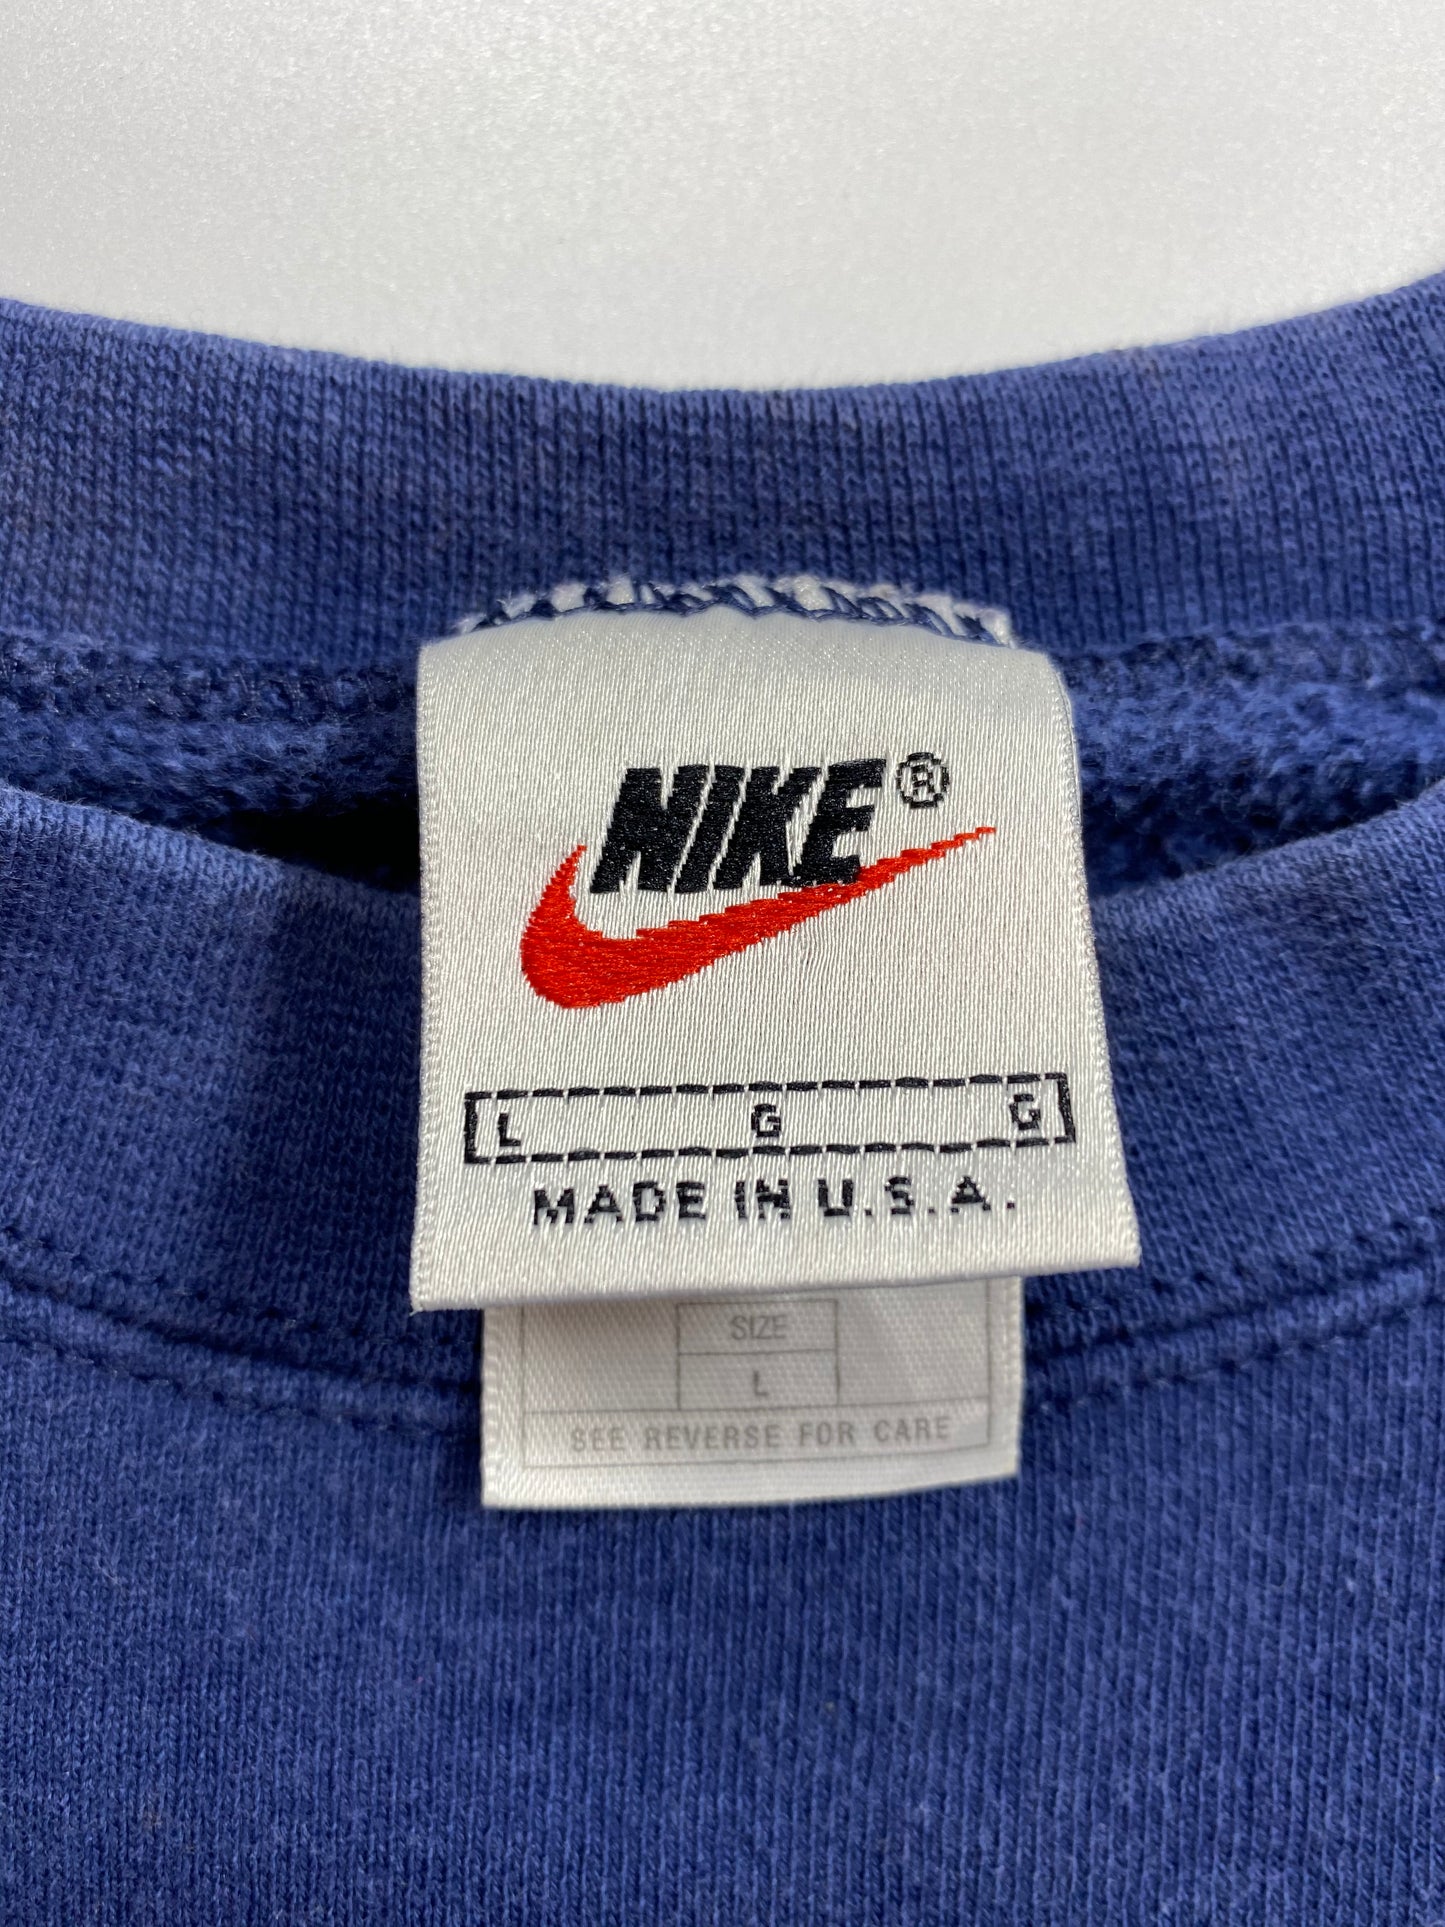 NIKE®
L G G
MADE IN U.S.A.
SIZE
L
SEE REVERSE FOR CARE